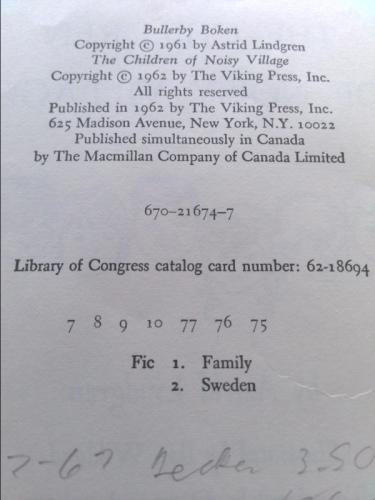 Bullerby Boken
Copyright © 1961 by Astrid Lindgren
The Children of Noisy Village
Copyright © 1962 by The Viking Press, Inc.
All rights reserved
Published in 1962 by The Viking Press, Inc.
625 Madison Avenue, New York, N.Y. 10022
Published simultaneously in Canada
by The Macmillan Company of Canada Limited
670-21674-7
Library of Congress catalog card number: 62-18694
7 8 9 10 77 76 75
Fic 1. Family
2. Sweden
7-67 3.50